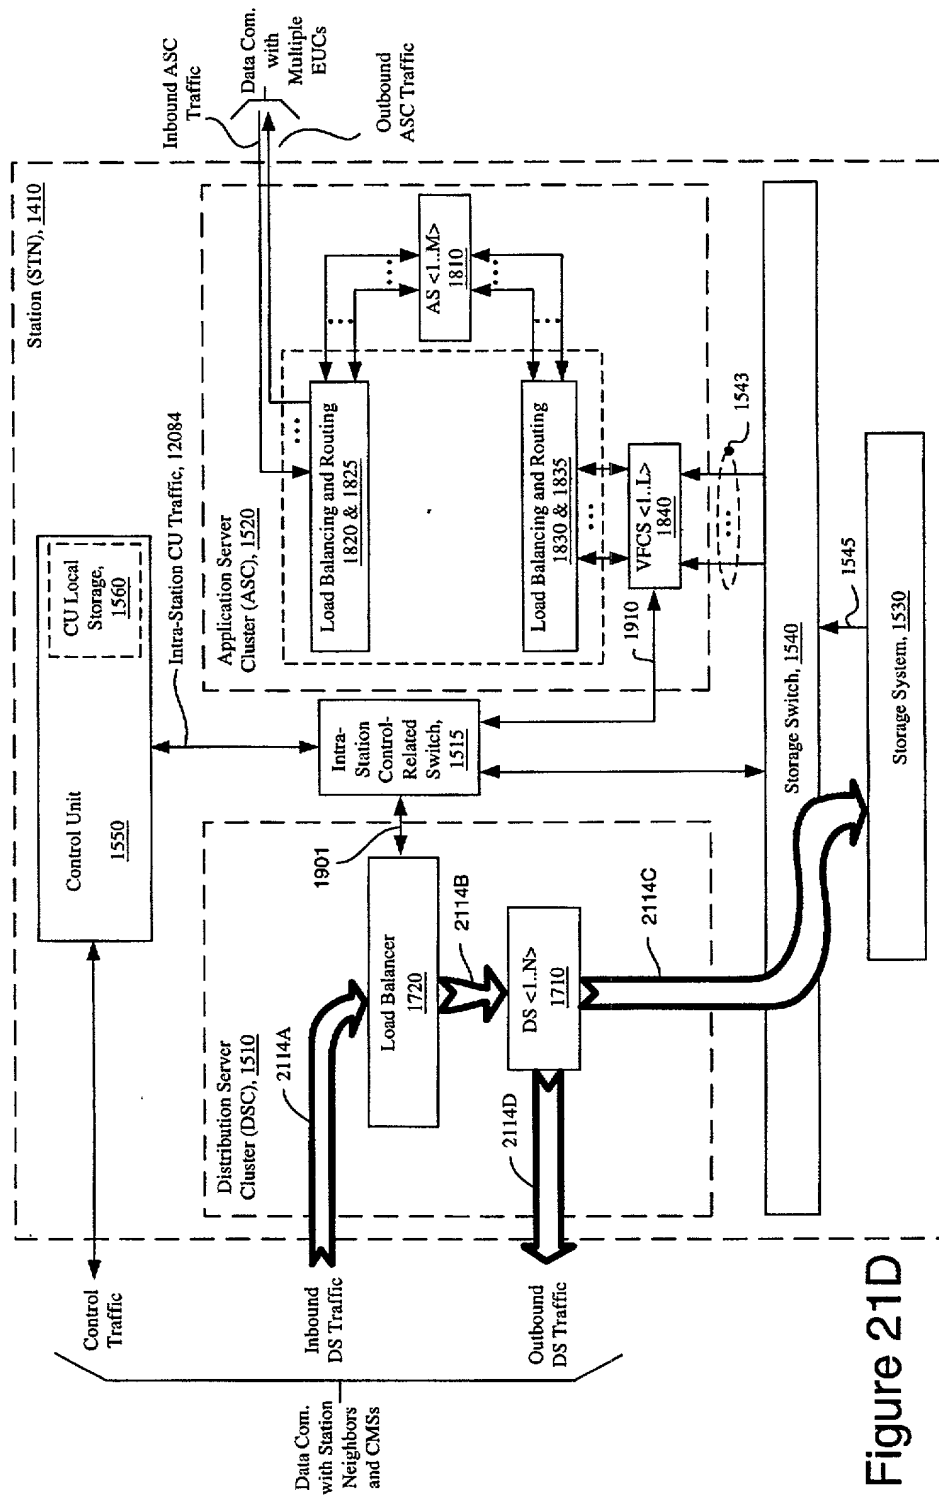 Data Com.
with Station
Neighbors
and CMSs
Control
Traffic
Inbound
DS Traffic
Outbound
DS Traffic
Station (STN), 1410
Control Unit
1550
CU Local
Storage,
1560
Intra-Station CU Traffic, 12084
Distribution Server
Cluster (DSC), 1510
2114A
Load Balancer
1720
2114B
DS <1..N>
1710
2114C
2114D
1901
Intra-
Station
Control-
Related
Switch,
1515
1910
Application Server
Cluster (ASC), 1520
Load Balancing and Routing
1820 & 1825
Load Balancing and Routing
1830 & 1835
AS <1..M>
1810
VFCS <1..L>
1840
1543
Storage Switch, 1540
1545
Storage System, 1530
Inbound ASC
Traffic
Data Com.
with
Multiple
EUCs
Outbound
ASC Traffic
Figure 21D